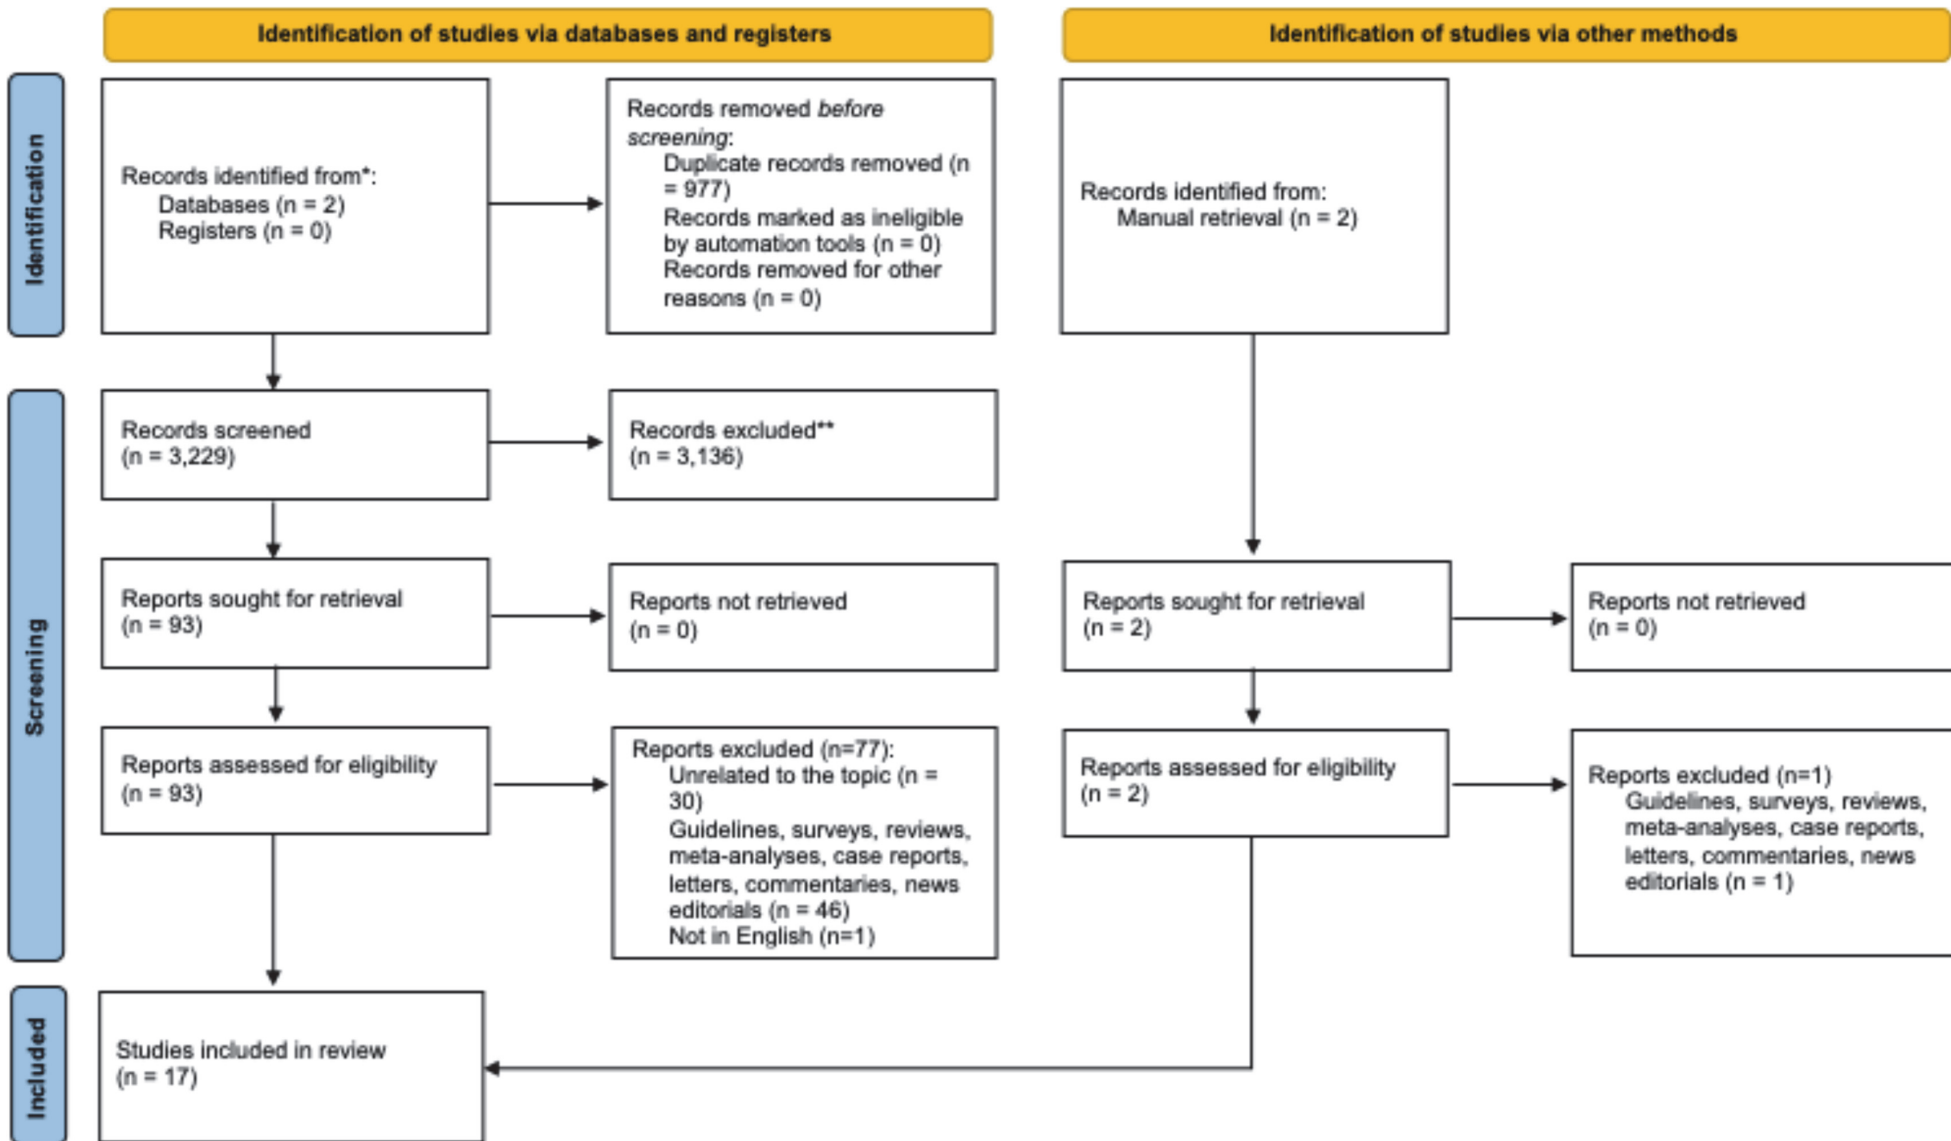 Identification of studies via databases and registers
Identification of studies via other methods
Identification
Records identified from*:
Databases (n = 2)
Registers (n = 0)
Records removed before
screening:
Duplicate records removed (n
= 977)
Records marked as ineligible
by automation tools (n = 0)
Records removed for other
reasons (n = 0)
Records identified from:
Manual retrieval (n = 2)
Screening
Records screened
(n = 3,229)
Records excluded**
(n = 3,136)
Reports sought for retrieval
(n = 93)
Reports not retrieved
(n = 0)
Reports sought for retrieval
(n = 2)
Reports not retrieved
(n = 0)
Reports assessed for eligibility
(n = 93)
Reports excluded (n=77):
Unrelated to the topic (n =
30)
Guidelines, surveys, reviews,
meta-analyses, case reports,
letters, commentaries, news
editorials (n = 46)
Not in English (n=1)
Reports assessed for eligibility
(n = 2)
Reports excluded (n=1)
Guidelines, surveys, reviews,
meta-analyses, case reports,
letters, commentaries, news
editorials (n = 1)
Included
Studies included in review
(n = 17)